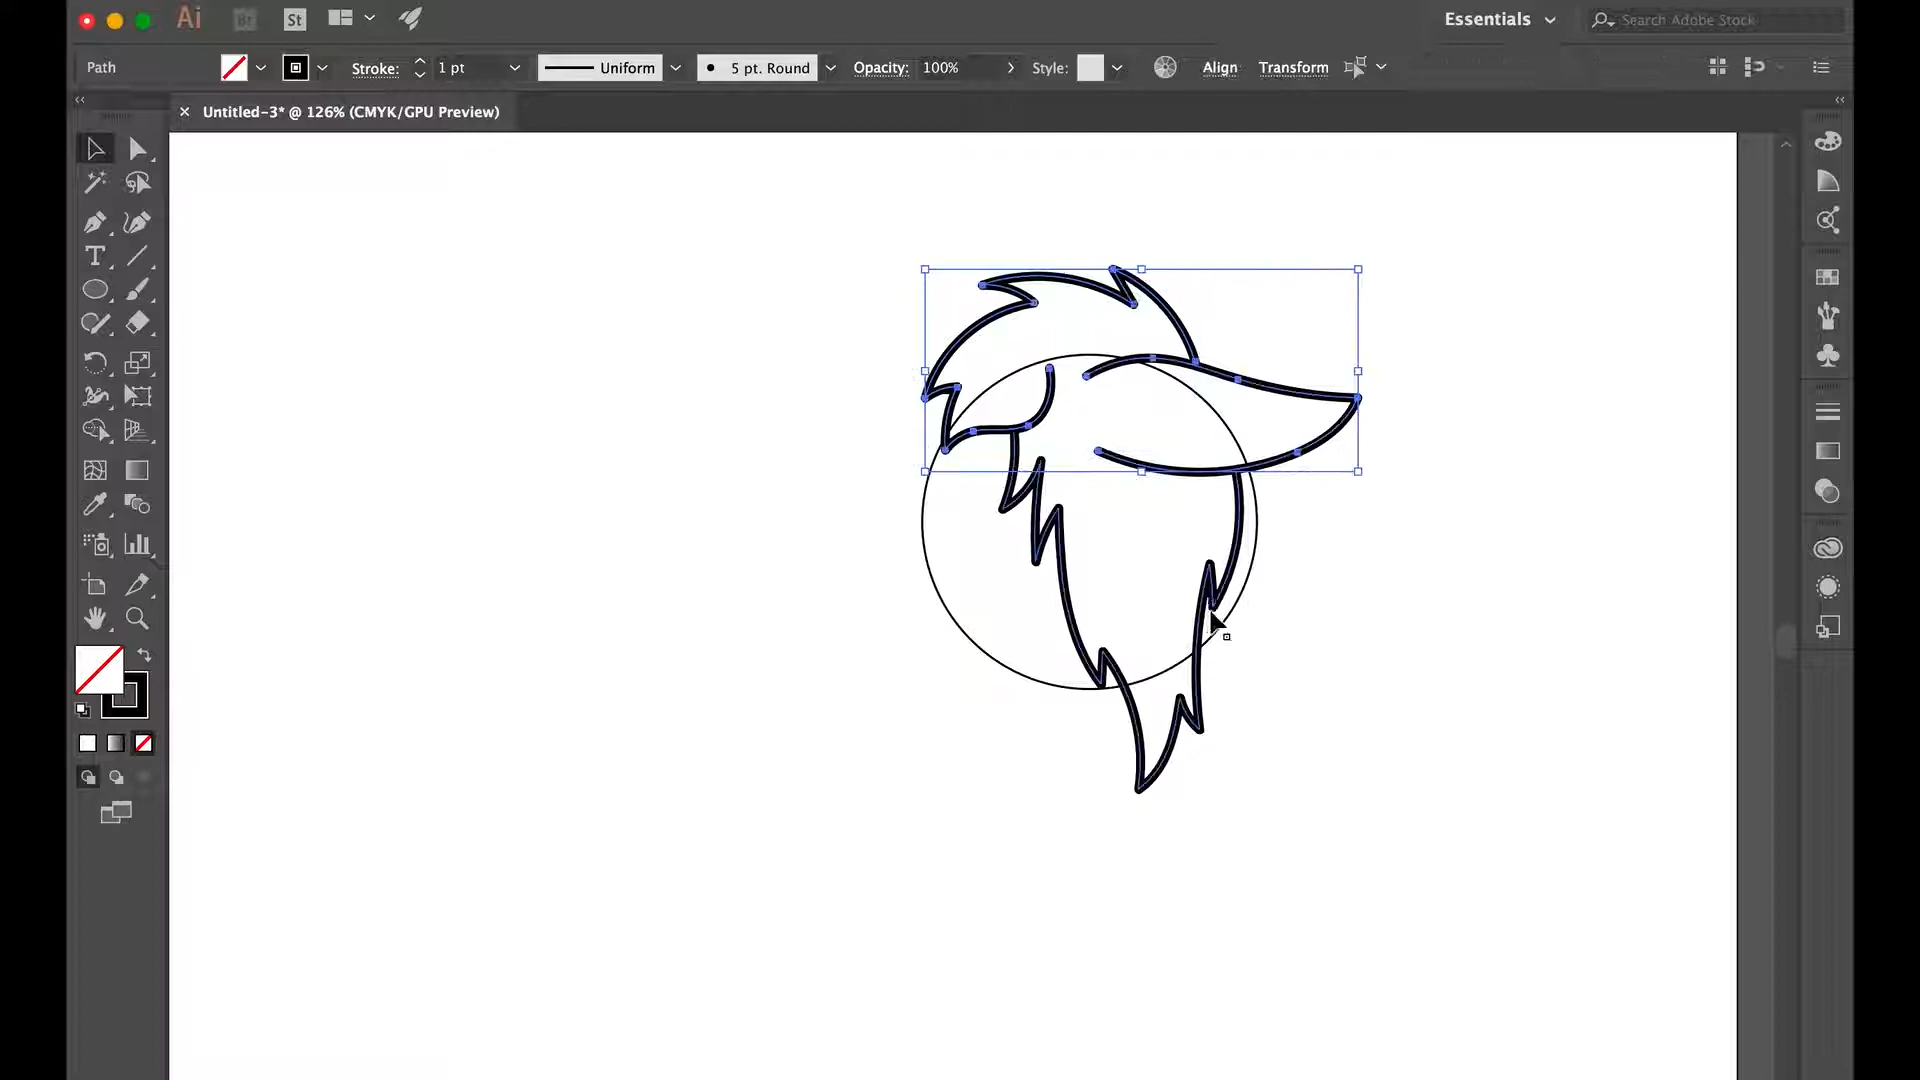 Ai Br St Essentials Search Adobe Stock
Path Stroke: 1 pt Uniform 5 pt. Round Opacity: 100% Style: Align Transform
Untitled-3* @ 126% (CMYK/GPU Preview)